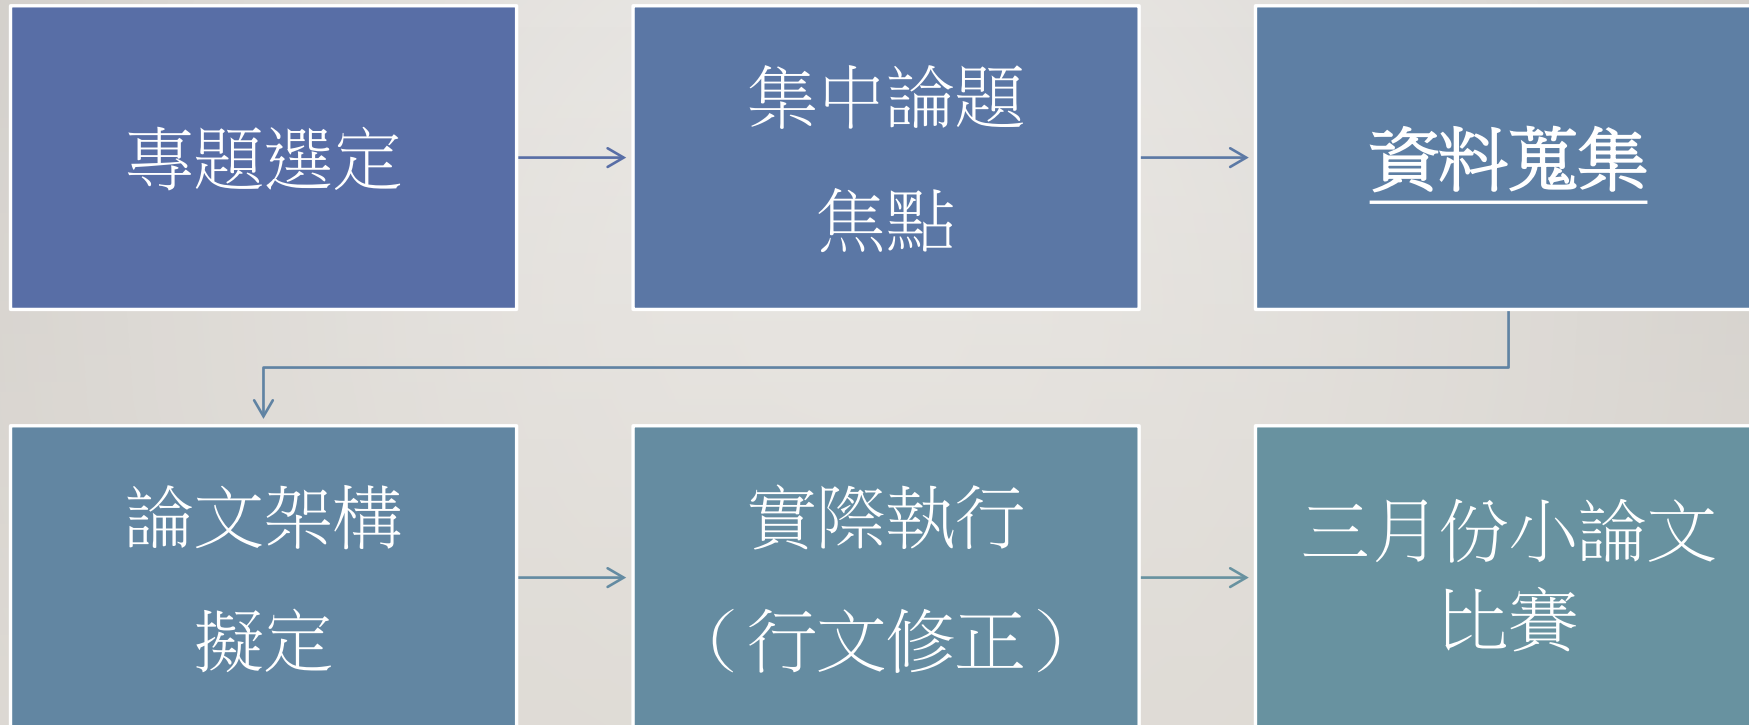 專題選定
集中論題
焦點
資料蒐集
論文架構
擬定
實際執行
（行文修正）
三月份小論文
比賽